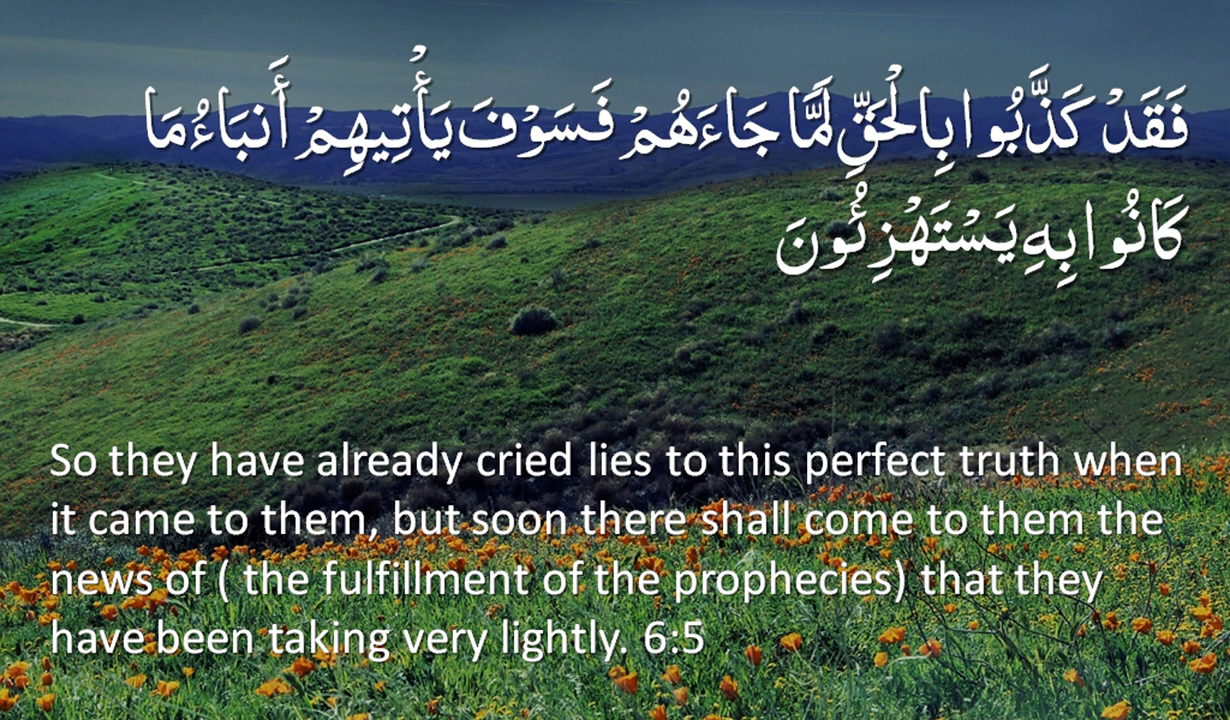 فَقَدْ كَذَّبُوا بِالْحَقِّ لَمَّا جَاءَهُمْ فَسَوْفَ يَأْتِيهِمْ أَنبَاءُ مَا
كَانُوا بِهِ يَسْتَهْزِئُونَ
So they have already cried lies to this perfect truth when
it came to them, but soon there shall come to them the
news of ( the fulfillment of the prophecies) that they
have been taking very lightly. 6:5